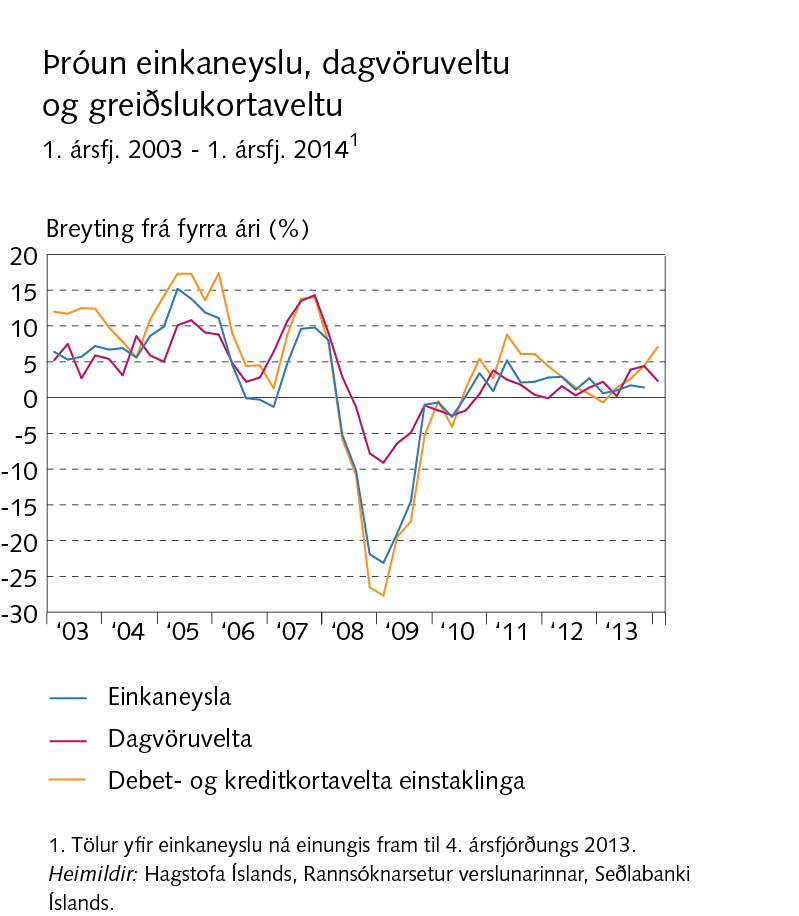 Þróun einkaneyslu, dagvöruveltu
og greiðslukortaveltu
1. ársfj. 2003 - 1. ársfj. 2014¹
Breyting frá fyrra ári (%)
20
15
10
5
0
-5
-10
-15
-20
-25
-30
‘03 ‘04 ‘05 ‘06 ‘07 ‘08 ‘09 ‘10 ‘11 ‘12 ‘13
Einkaneysla
Dagvöruvelta
Debet- og kreditkortavelta einstaklinga
1. Tölur yfir einkaneyslu ná einungis fram til 4. ársfjórðungs 2013.
Heimildir: Hagstofa Íslands, Rannsóknarsetur verslunarinnar, Seðlabanki
Íslands.